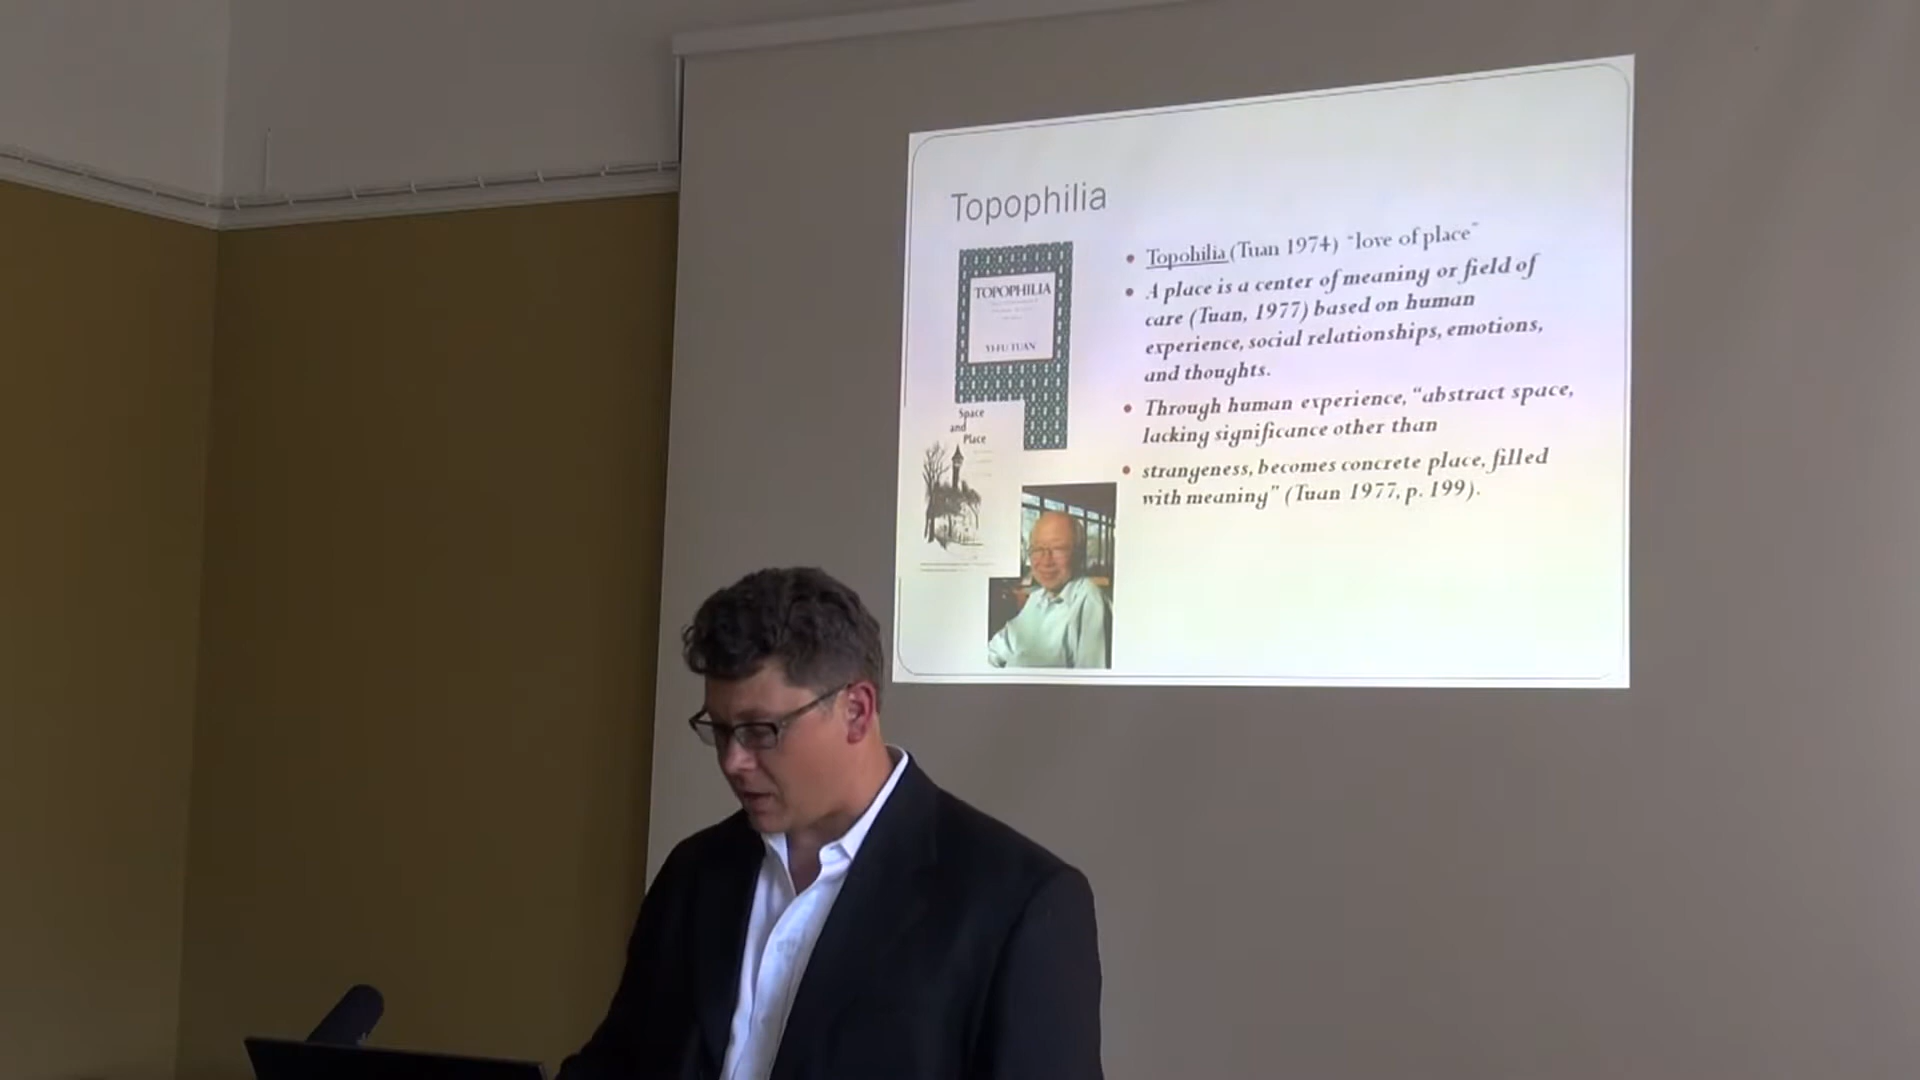 Topophilia
TOPOPHILIA
YI-FU TUAN
Space
and
Place
• Topohilia (Tuan 1974) "love of place"
• A place is a center of meaning or field of
care (Tuan, 1977) based on human
experience, social relationships, emotions,
and thoughts.
• Through human experience, “abstract space,
lacking significance other than
• strangeness, becomes concrete place, filled
with meaning” (Tuan 1977, p. 199).